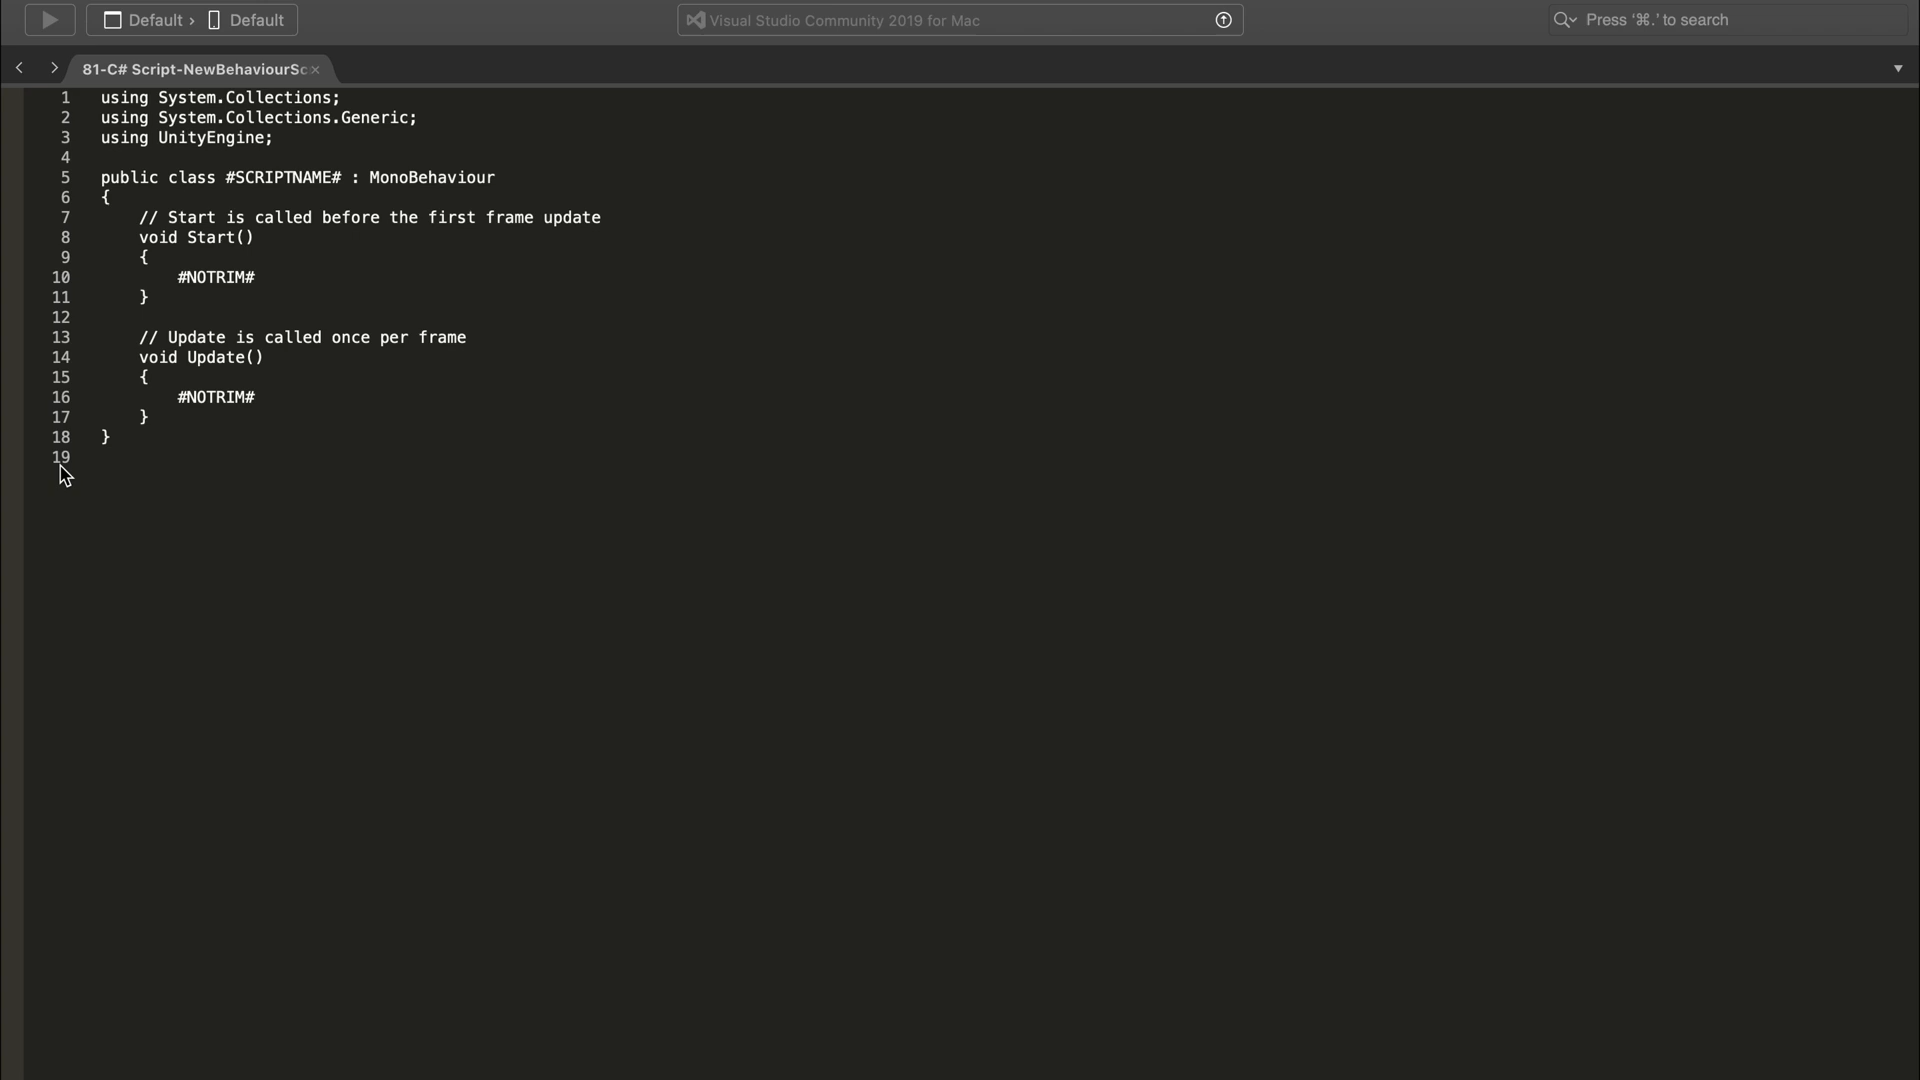 Default › Default
Visual Studio Community 2019 for Mac
Press ‘⌘.’ to search
81-C# Script-NewBehaviourSc
1 using System.Collections;
2 using System.Collections.Generic;
3 using UnityEngine;
4
5 public class #SCRIPTNAME# : MonoBehaviour
6 {
7     // Start is called before the first frame update
8     void Start()
9     {
10         #NOTRIM#
11     }
12
13     // Update is called once per frame
14     void Update()
15     {
16         #NOTRIM#
17     }
18 }
19